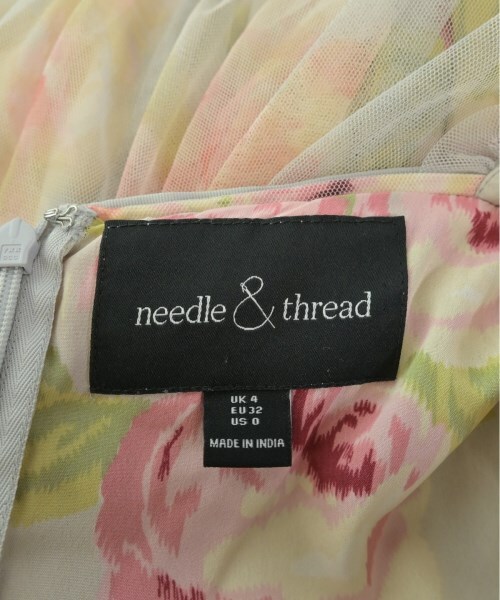 needle & thread
UK 4
EU 32
US 0
MADE IN INDIA